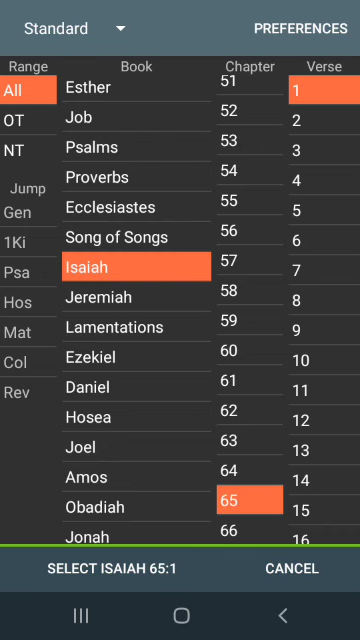 Standard PREFERENCES
Range Book Chapter Verse
All Esther 51 1
OT Job 52 2
NT Psalms 53 3
Proverbs 54 4
Jump
Gen Ecclesiastes 55 5
1Ki Song of Songs 56 6
Psa Isaiah 57 7
Hos Jeremiah 58 8
Mat Lamentations 59 9
Col Ezekiel 60 10
Rev Daniel 61 11
Hosea 62 12
Joel 63 13
Amos 64 14
Obadiah 65 15
Jonah 66 16
SELECT ISAIAH 65:1 CANCEL